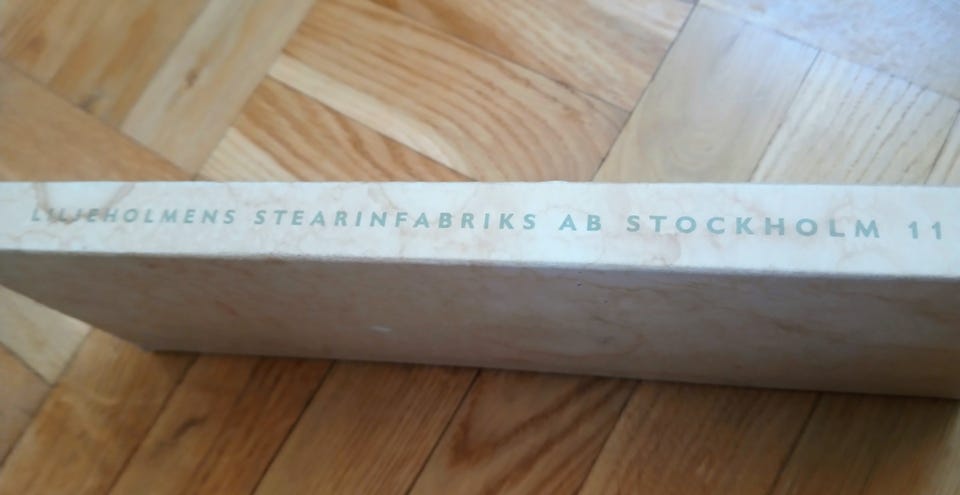 LILJEHOLMENS STEARINFABRIKS AB STOCKHOLM 11